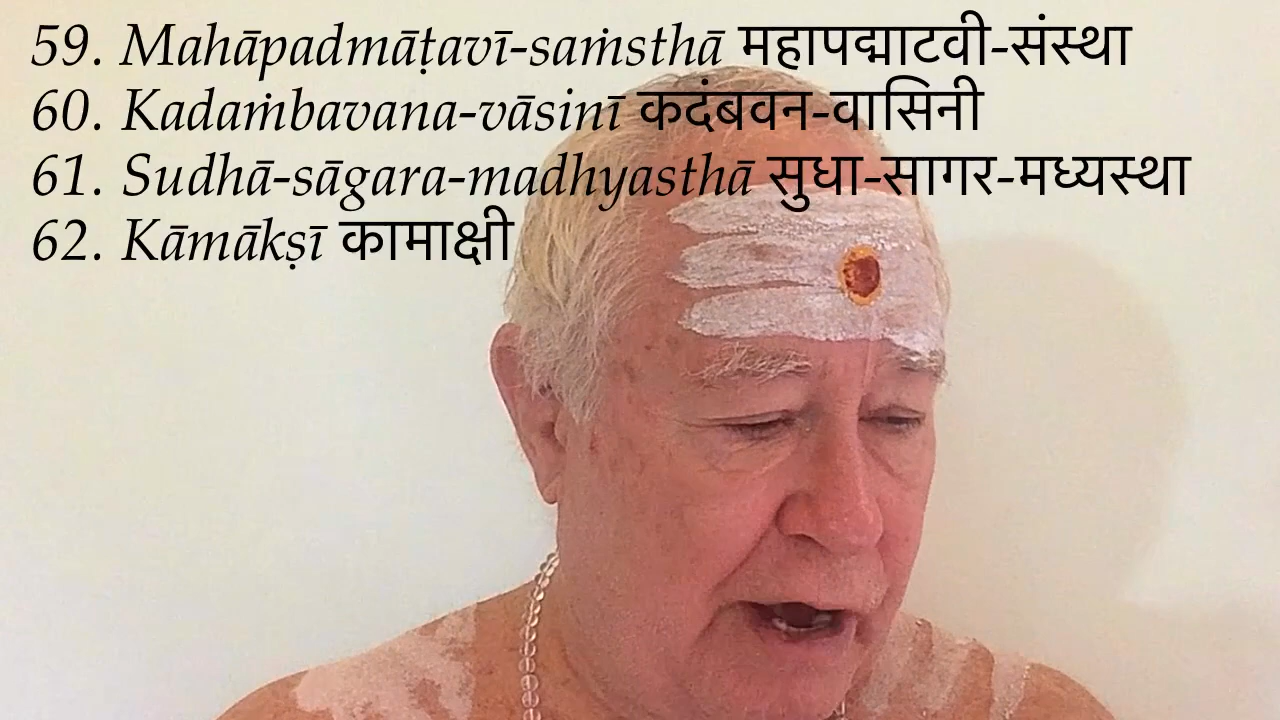 59. Mahāpadmāṭavī-saṁsthā महापद्माटवी-संस्था
60. Kadaṁbavana-vāsinī कदंबवन-वासिनी
61. Sudhā-sāgara-madhyasthā सुधा-सागर-मध्यस्था
62. Kāmākṣī कामाक्षी